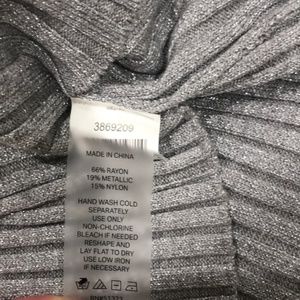 3869209
MADE IN CHINA
66% RAYON
19% METALLIC
15% NYLON
HAND WASH COLD
SEPARATELY
USE ONLY
NON-CHLORINE
BLEACH IF NEEDED
RESHAPE AND
LAY FLAT TO DRY
USE LOW IRON
IF NEEDED